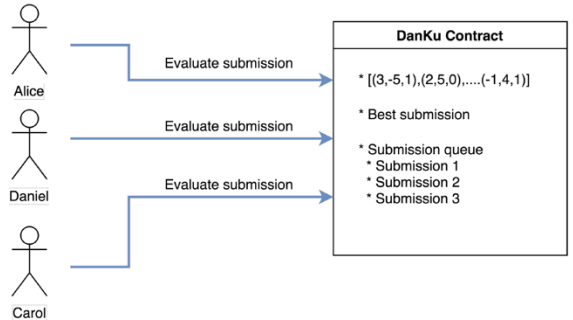 Alice
Evaluate submission
Daniel
Evaluate submission
Carol
Evaluate submission
DanKu Contract
* [(3,-5,1),(2,5,0),....(-1,4,1)]
* Best submission
* Submission queue
* Submission 1
* Submission 2
* Submission 3